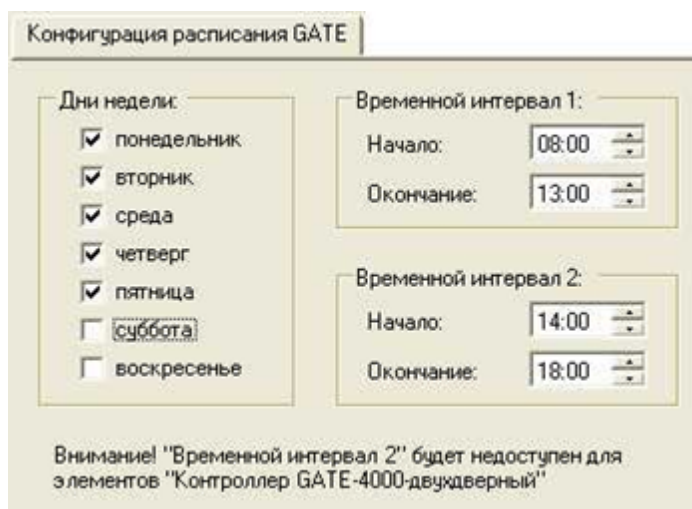 Конфигурация расписания GATE
Дни недели:
понедельник
вторник
среда
четверг
пятница
суббота
воскресенье
Временной интервал 1:
Начало: 08:00
Окончание: 13:00
Временной интервал 2:
Начало: 14:00
Окончание: 18:00
Внимание! "Временной интервал 2" будет недоступен для
элементов "Контроллер GATE-4000-двухдверный"